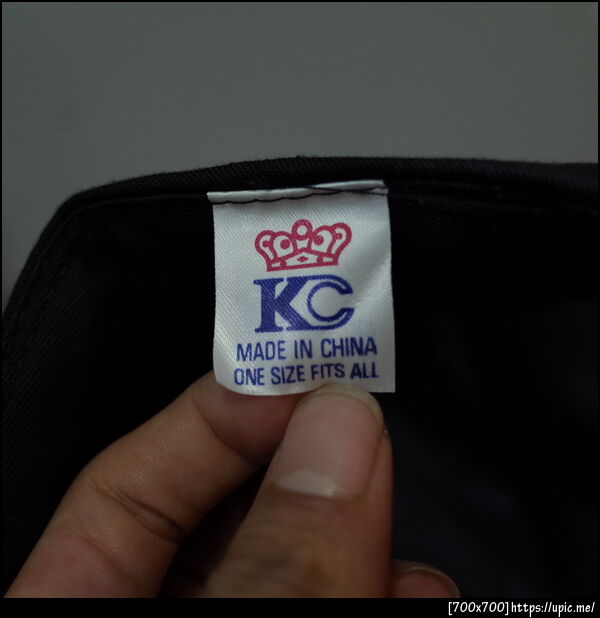 KC
MADE IN CHINA
ONE SIZE FITS ALL
[700x700]https://upic.me/